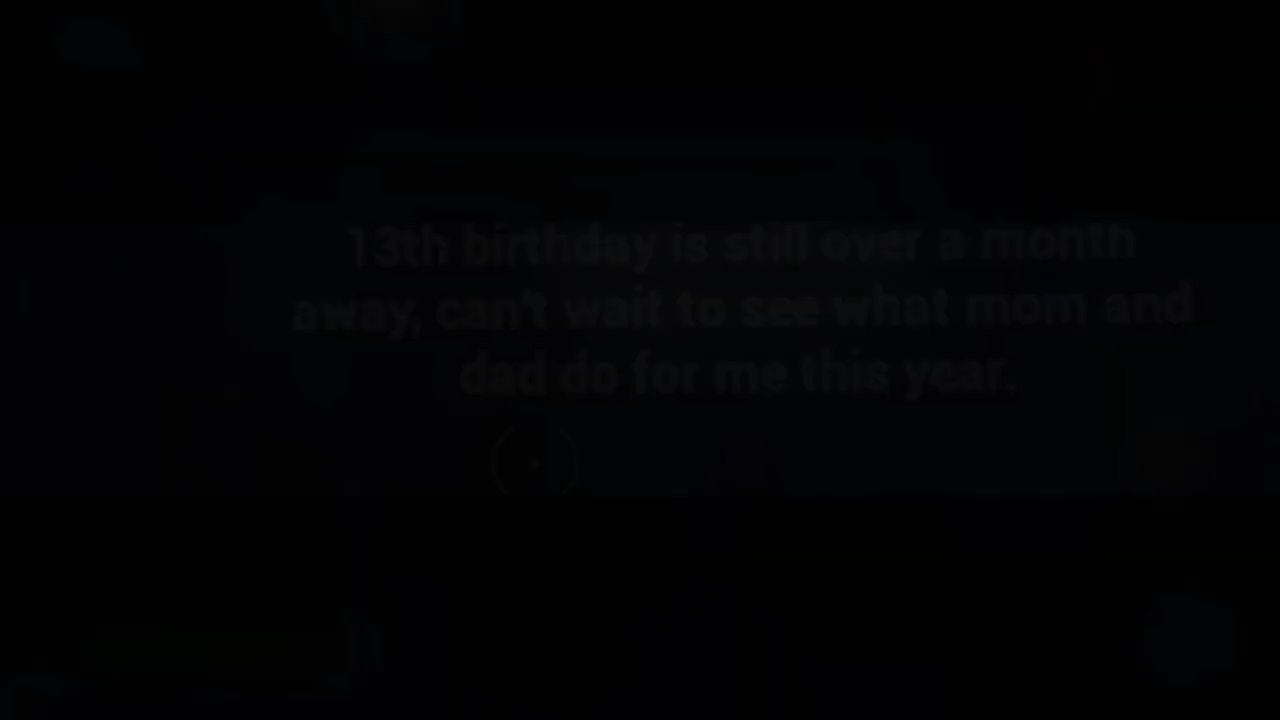 13th birthday is still over a month
away, can't wait to see what mom and
dad do for me this year.